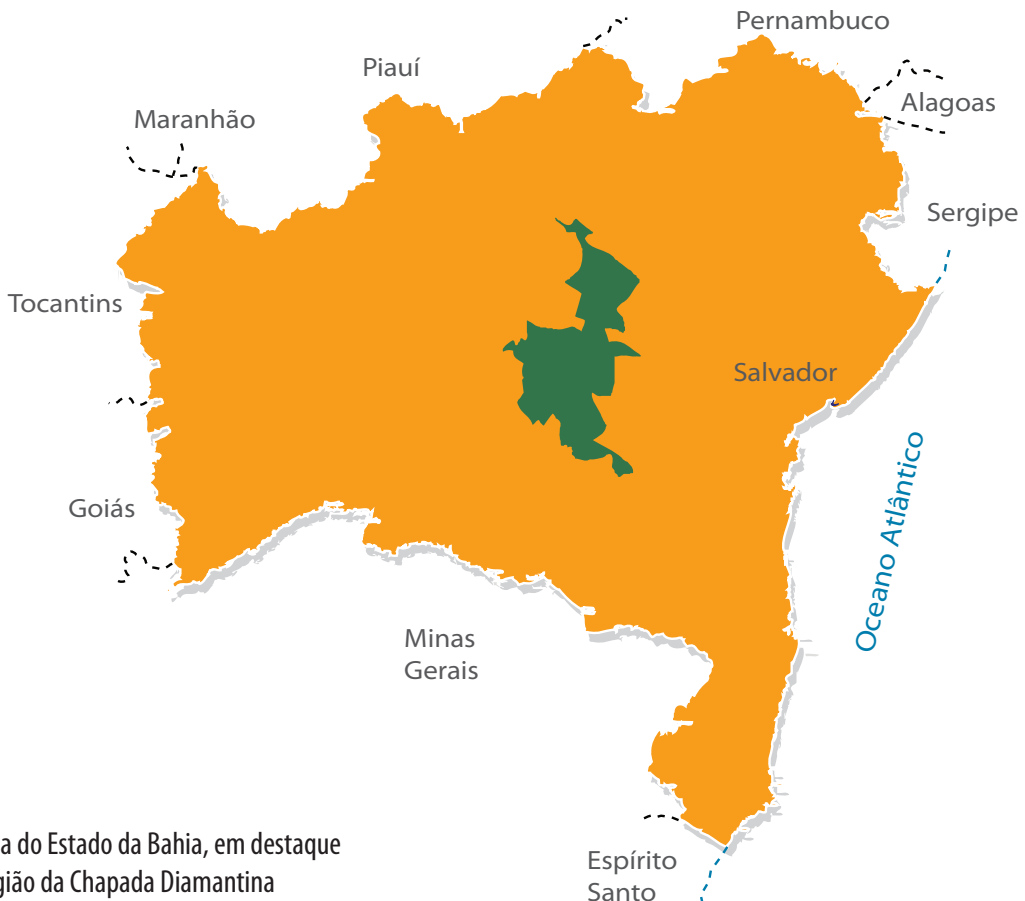 Pernambuco
Piauí
Alagoas
Maranhão
Sergipe
Tocantins
Salvador
Oceano Atlântico
Goiás
Minas
Gerais
a do Estado da Bahia, em destaque
gião da Chapada Diamantina
Espírito
Santo